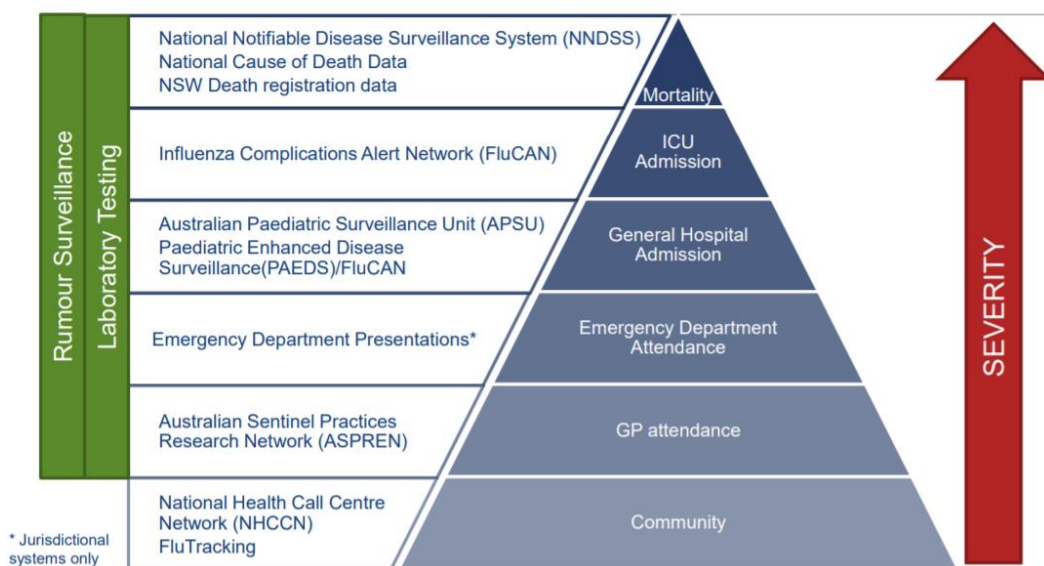 National Notifiable Disease Surveillance System (NNDSS)
National Cause of Death Data
NSW Death registration data
Mortality
Influenza Complications Alert Network (FluCAN)
ICU
Admission
Australian Paediatric Surveillance Unit (APSU)
Paediatric Enhanced Disease
Surveillance(PAEDS)/FluCAN
General Hospital
Admission
Emergency Department Presentations*
Emergency Department
Attendance
Australian Sentinel Practices
Research Network (ASPREN)
GP attendance
National Health Call Centre
Network (NHCCN)
FluTracking
Community
Rumour Surveillance
Laboratory Testing
SEVERITY
* Jurisdictional
systems only